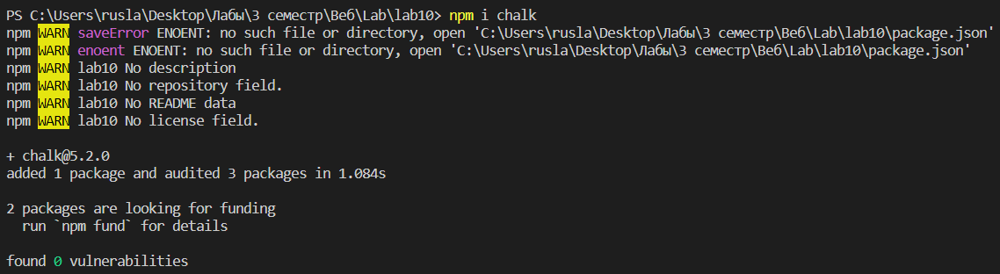 PS C:\Users\rusla\Desktop\Лабы\3 семестр\Веб\Lab\lab10> npm i chalk
npm WARN saveError ENOENT: no such file or directory, open 'C:\Users\rusla\Desktop\Лабы\3 семестр\Веб\Lab\lab10\package.json'
npm WARN enoent ENOENT: no such file or directory, open 'C:\Users\rusla\Desktop\Лабы\3 семестр\Веб\Lab\lab10\package.json'
npm WARN lab10 No description
npm WARN lab10 No repository field.
npm WARN lab10 No README data
npm WARN lab10 No license field.

+ chalk@5.2.0
added 1 package and audited 3 packages in 1.084s

2 packages are looking for funding
  run `npm fund` for details

found 0 vulnerabilities